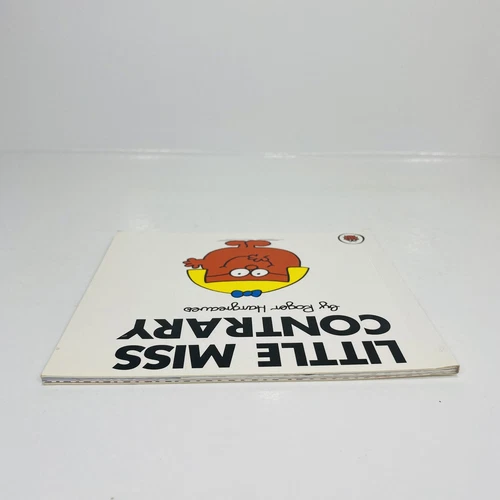 LITTLE MISS
CONTRARY
by Roger Hargreaves